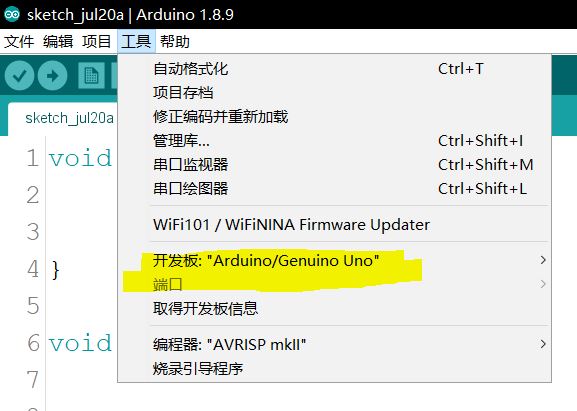 sketch_jul20a | Arduino 1.8.9
文件 编辑 项目 工具 帮助
自动格式化 Ctrl+T
项目存档
修正编码并重新加载
管理库... Ctrl+Shift+I
串口监视器 Ctrl+Shift+M
串口绘图器 Ctrl+Shift+L
WiFi101 / WiFiNINA Firmware Updater
开发板: "Arduino/Genuino Uno"
端口
取得开发板信息
编程器: "AVRISP mkII"
烧录引导程序
sketch_jul20a
1 void
2
3
4 }
5
6 void
7
8